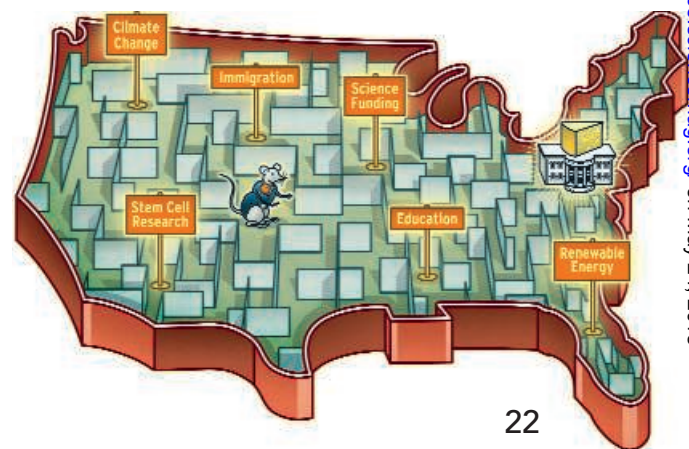 Climate
Change
Immigration
Science
Funding
Stem Cell
Research
Education
Renewable
Energy
22